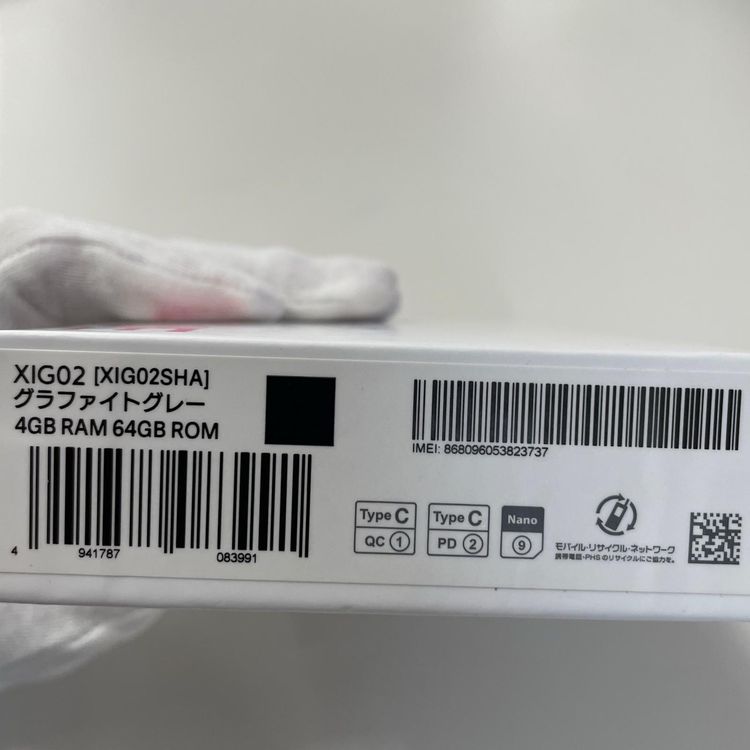 XIG02 [XIG02SHA]
グラファイトグレー
4GB RAM 64GB ROM
4 941787 083991
IMEI: 868096053823737
Type C
QC 1
Type C
PD 2
Nano
9
モバイル・リサイクル・ネットワーク
携帯電話・PHSのリサイクルにご協力を。